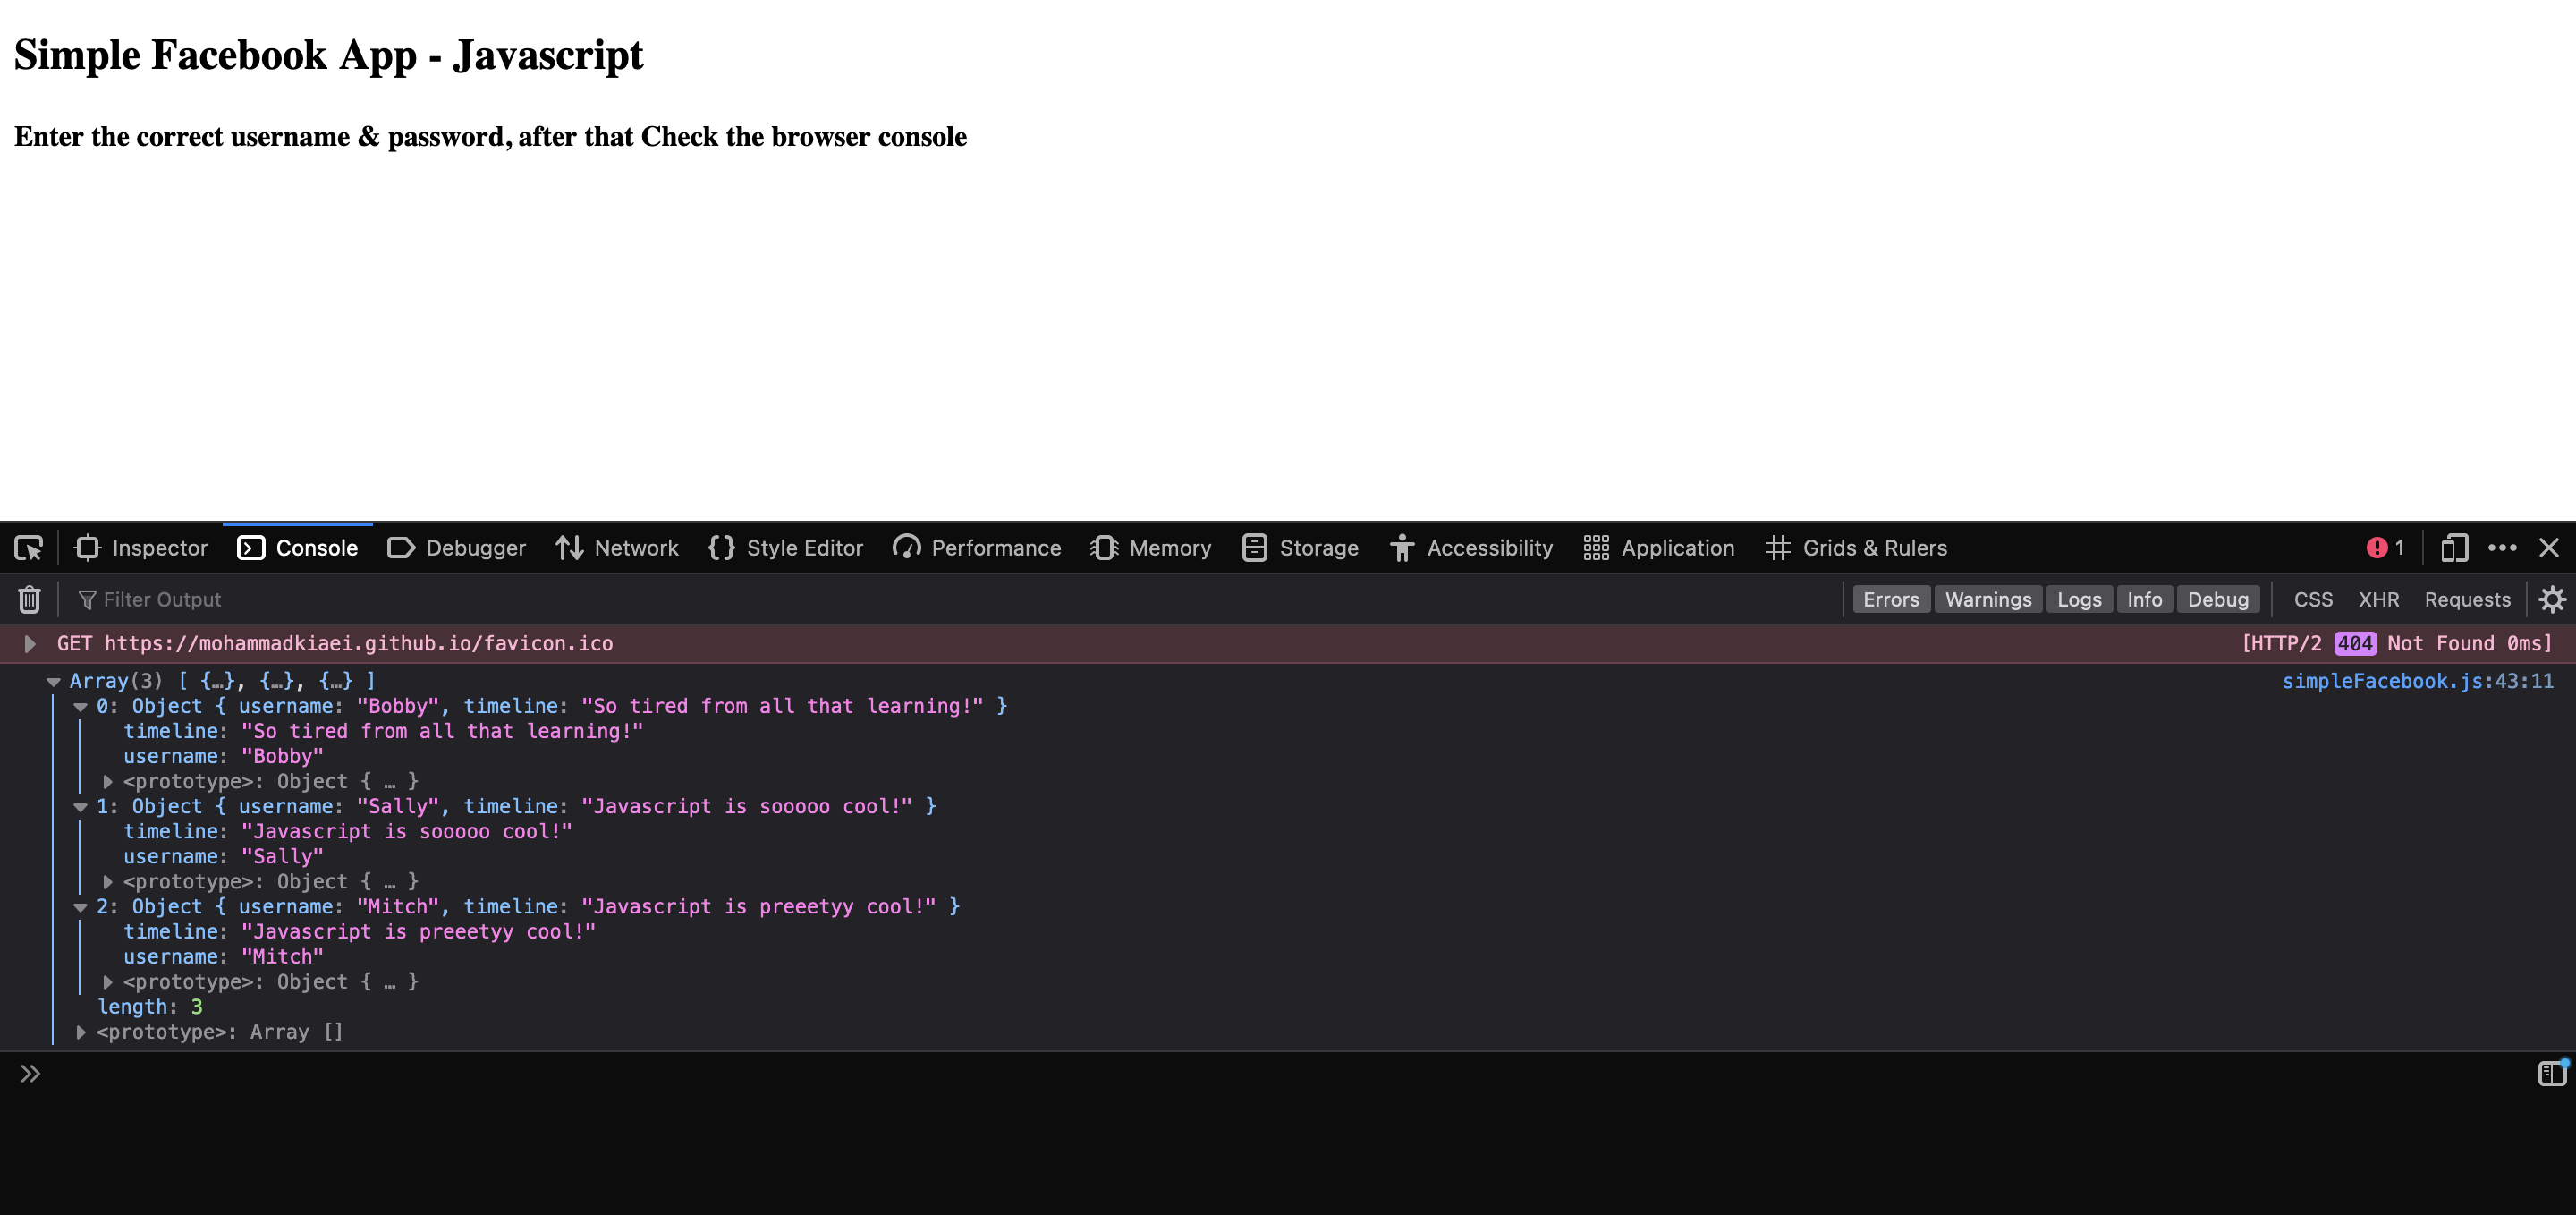 Simple Facebook App - Javascript
Enter the correct username & password, after that Check the browser console
Inspector Console Debugger Network Style Editor Performance Memory Storage Accessibility Application Grids & Rulers 1
Filter Output Errors Warnings Logs Info Debug CSS XHR Requests
GET https://mohammadkiaei.github.io/favicon.ico [HTTP/2 404 Not Found 0ms]
Array(3) [ {…}, {…}, {…} ] simpleFacebook.js:43:11
0: Object { username: "Bobby", timeline: "So tired from all that learning!" }
timeline: "So tired from all that learning!"
username: "Bobby"
<prototype>: Object { … }
1: Object { username: "Sally", timeline: "Javascript is sooooo cool!" }
timeline: "Javascript is sooooo cool!"
username: "Sally"
<prototype>: Object { … }
2: Object { username: "Mitch", timeline: "Javascript is preeetyy cool!" }
timeline: "Javascript is preeetyy cool!"
username: "Mitch"
<prototype>: Object { … }
length: 3
<prototype>: Array []